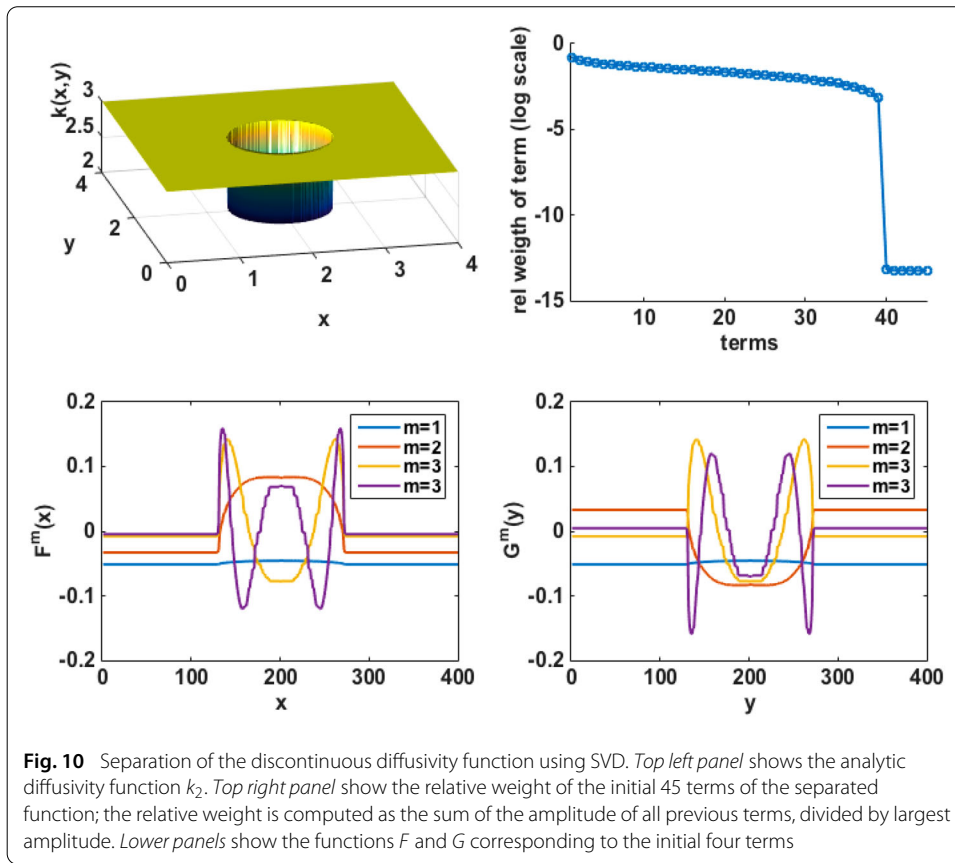 k(x,y)
3
2.5
2
4
2
0
y
0
1
2
3
4
x
0
-5
-10
-15
rel weigth of term (log scale)
10
20
30
40
terms
0.2
0.1
0
-0.1
-0.2
F^m(x)
m=1
m=2
m=3
m=3
0
100
200
300
400
x
0.2
0.1
0
-0.1
-0.2
G^m(y)
m=1
m=2
m=3
m=3
0
100
200
300
400
y
Fig. 10 Separation of the discontinuous diffusivity function using SVD. Top left panel shows the analytic
diffusivity function k₂. Top right panel show the relative weight of the initial 45 terms of the separated
function; the relative weight is computed as the sum of the amplitude of all previous terms, divided by largest
amplitude. Lower panels show the functions F and G corresponding to the initial four terms